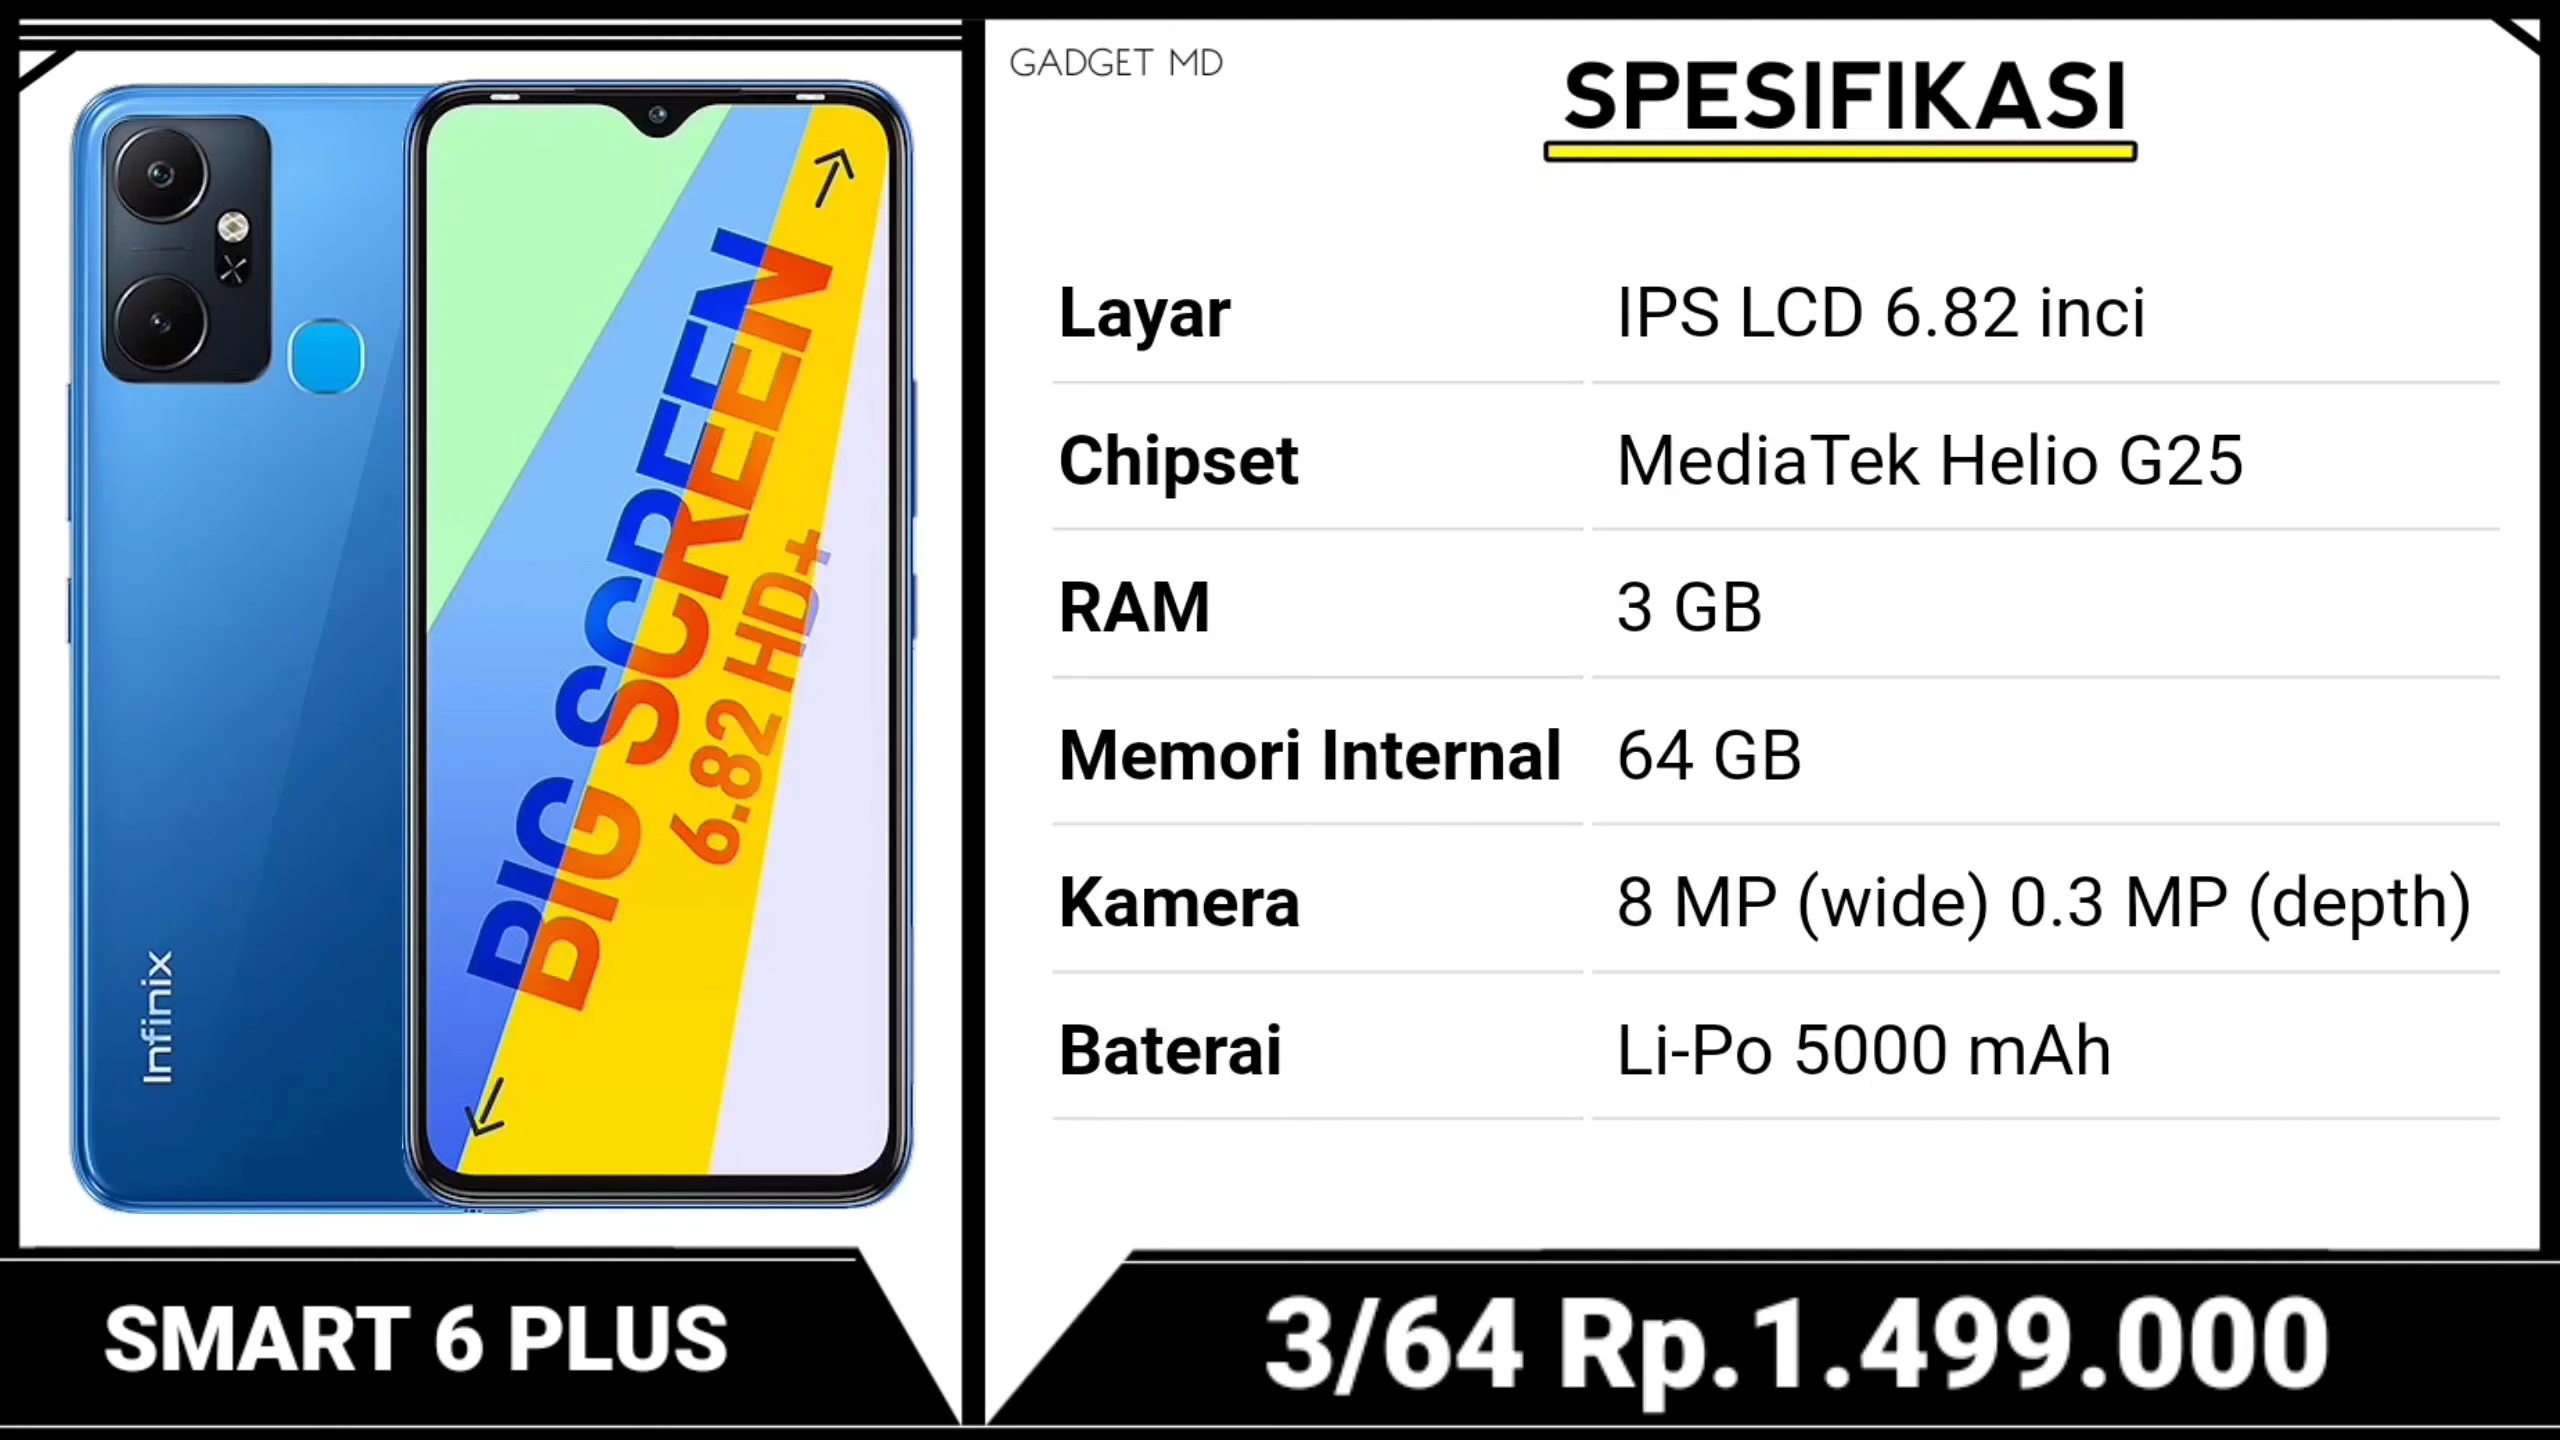 Infinix
BIG SCREEN
6.82 HD+
SMART 6 PLUS
GADGET MD
SPESIFIKASI
Layar IPS LCD 6.82 inci
Chipset MediaTek Helio G25
RAM 3 GB
Memori Internal 64 GB
Kamera 8 MP (wide) 0.3 MP (depth)
Baterai Li-Po 5000 mAh
3/64 Rp.1.499.000